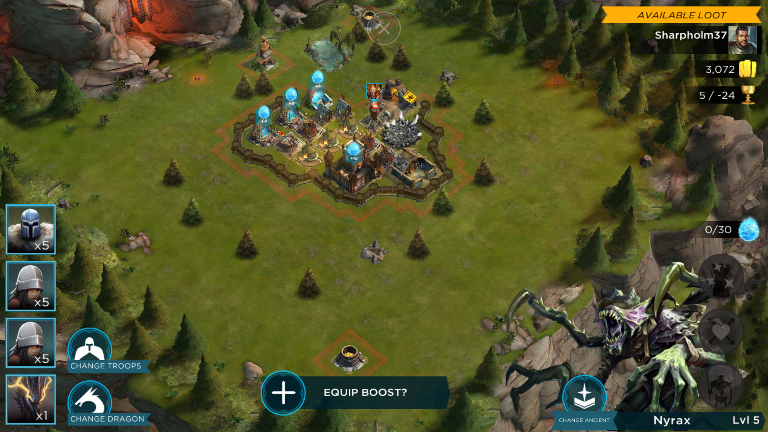 AVAILABLE LOOT
Sharpholm37
3,072
5 / -24
0/30
x5
x5
x5
x1
CHANGE TROOPS
CHANGE DRAGON
EQUIP BOOST?
CHANGE ANCIENT
Nyrax Lvl 5